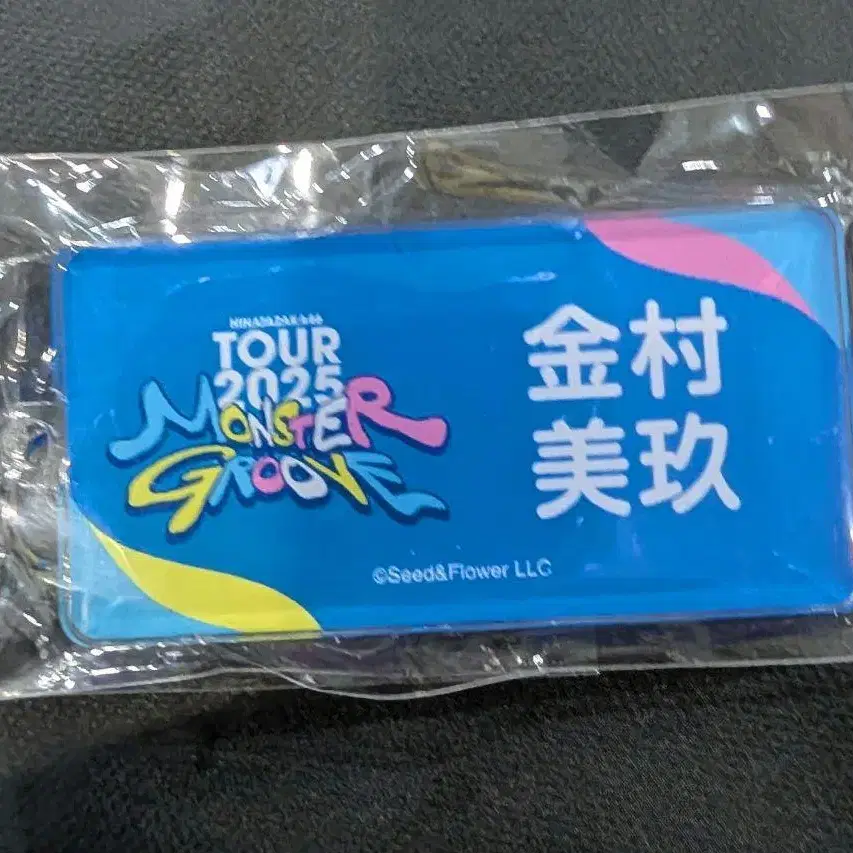 HINATAZAKA46
TOUR
2025
MONSTER
GROOVE
金村
美玖
©Seed&Flower LLC